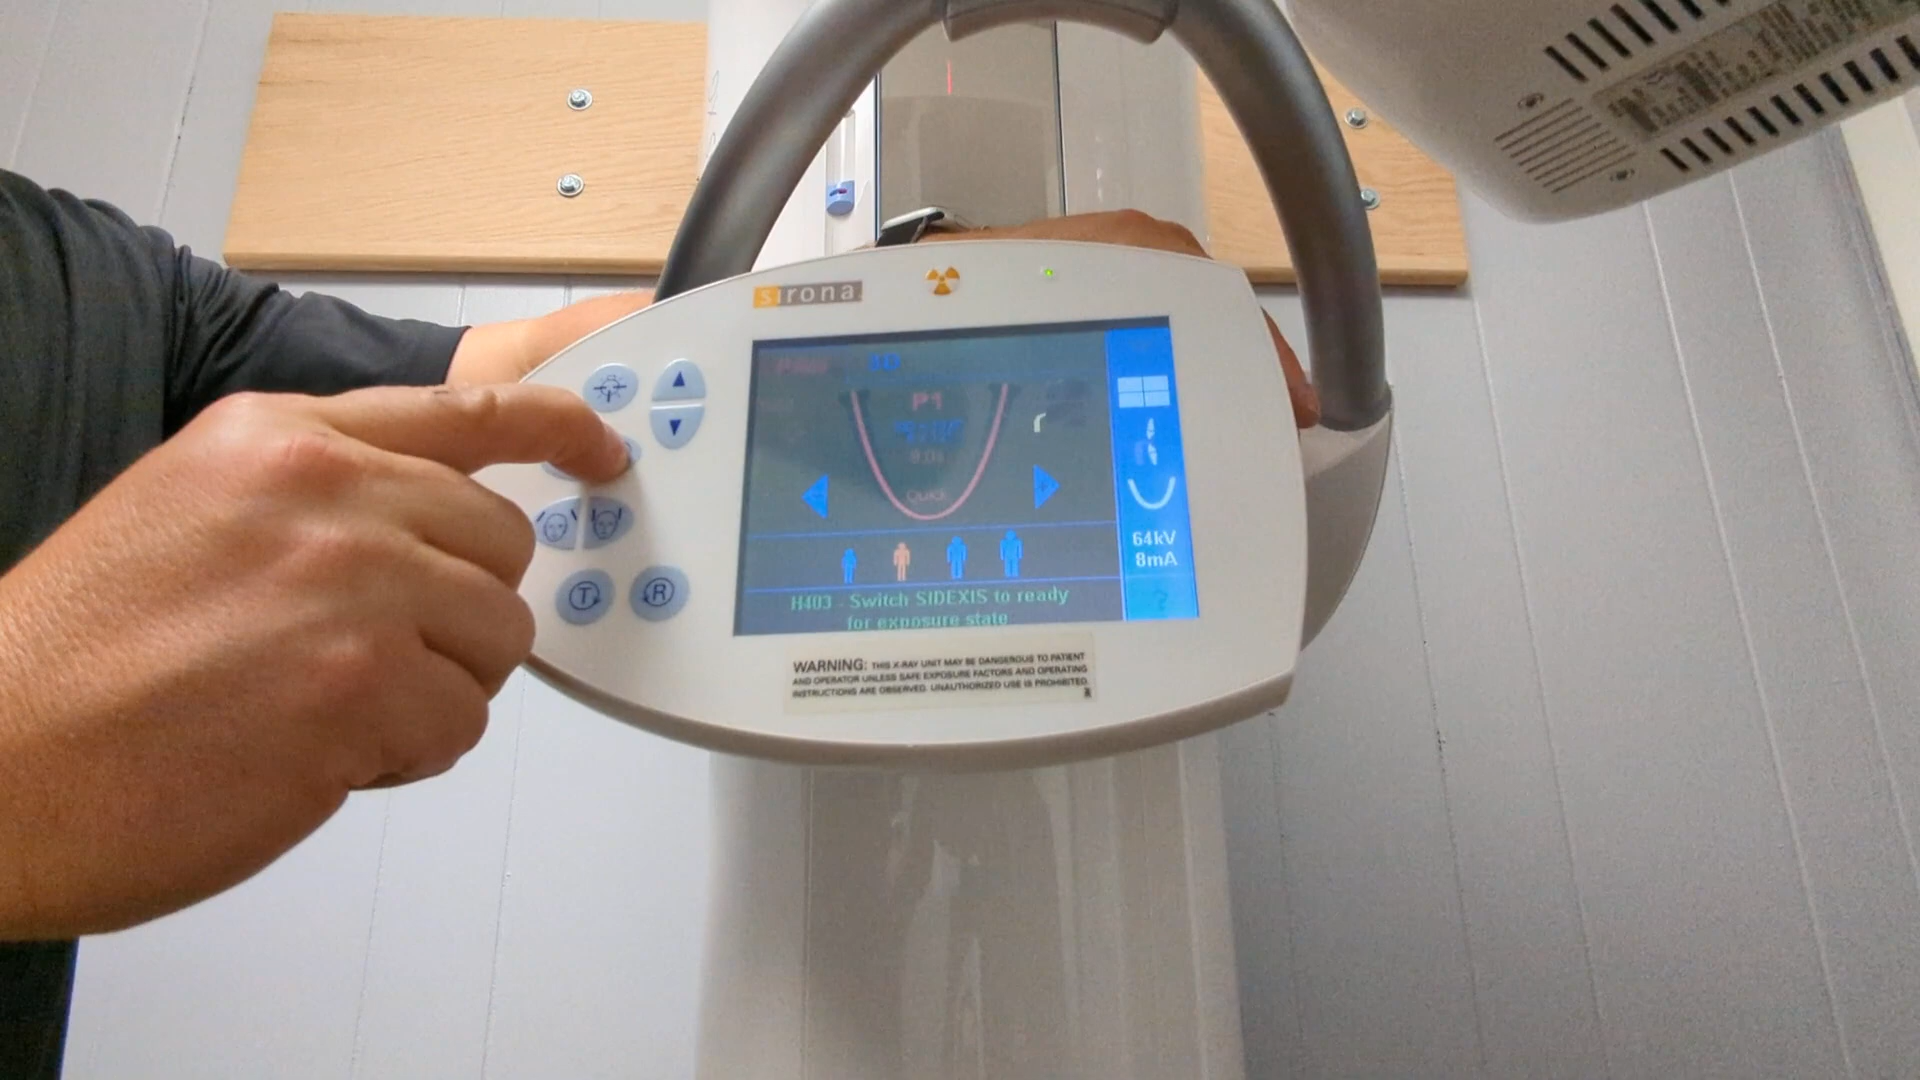 sirona
3D
P1
Quick
64kV
8mA
?
H403 - Switch SIDEXIS to ready
for exposure state
T
R
WARNING: THIS X-RAY UNIT MAY BE DANGEROUS TO PATIENT
AND OPERATOR UNLESS SAFE EXPOSURE FACTORS AND OPERATING
INSTRUCTIONS ARE OBSERVED. UNAUTHORIZED USE IS PROHIBITED.